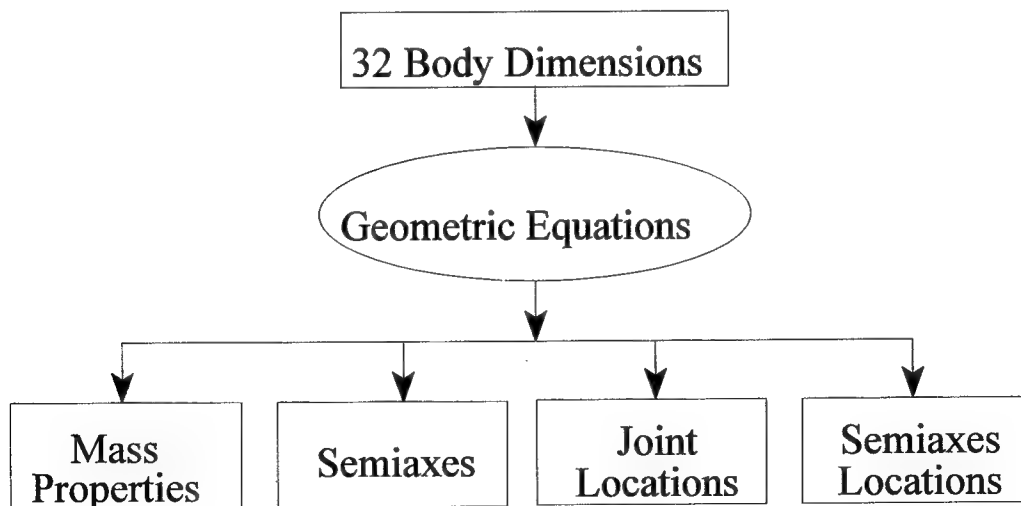 32 Body Dimensions
Geometric Equations
Mass
Properties
Semiaxes
Joint
Locations
Semiaxes
Locations